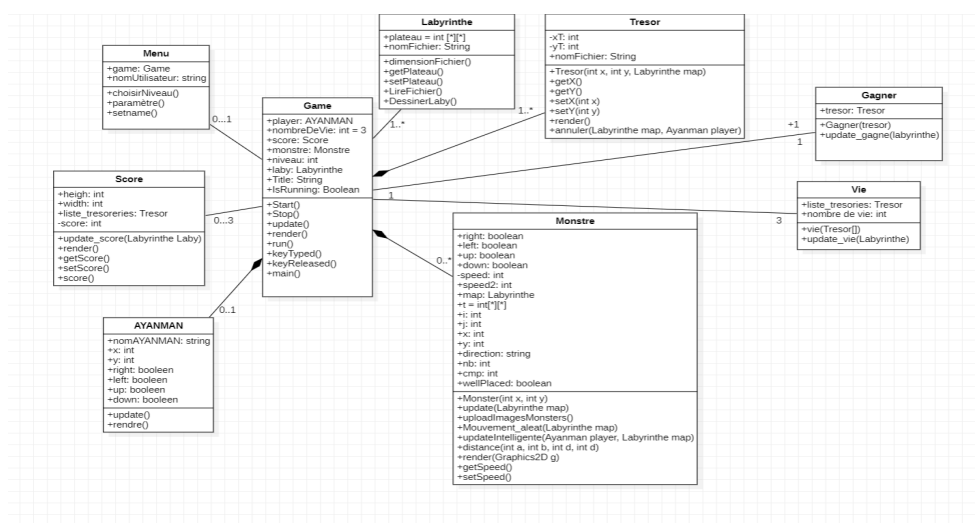 Menu
+game: Game
+nomUtilisateur: string
+choisirNiveau()
+paramètre()
+setname()
0...1
Score
+heigh: int
+width: int
+liste_tresoreries: Tresor
-score: int
+update_score(Labyrinthe Laby)
+render()
+getScore()
+setScore()
+score()
0...3
AYANMAN
+nomAYANMAN: string
+x: int
+y: int
+right: booleen
+left: booleen
+up: booleen
+down: booleen
+update()
+rendre()
0..1
Game
+player: AYANMAN
+nombreDeVie: int = 3
+score: Score
+monstre: Monstre
+niveau: int
+laby: Labyrinthe
+Title: String
+IsRunning: Boolean
+Start()
+Stop()
+update()
+render()
+run()
+keyTyped()
+keyReleased()
+main()
Labyrinthe
+plateau = int [*][*]
+nomFichier: String
+dimensionFichier()
+getPlateau()
+setPlateau()
+LireFichier()
+DessinerLaby()
1..*
Tresor
-xT: int
-yT: int
+nomFichier: String
+Tresor(int x, int y, Labyrinthe map)
+getX()
+getY()
+setX(int x)
+setY(int y)
+render()
+annuler(Labyrinthe map, Ayanman player)
1..*
Gagner
+tresor: Tresor
+Gagner(tresor)
+update_gagne(labyrinthe)
+1
1
Vie
+liste_tresories: Tresor
+nombre de vie: int
+vie(Tresor[])
+update_vie(Labyrinthe)
1
3
Monstre
+right: boolean
+left: boolean
+up: boolean
+down: boolean
-speed: int
+speed2: int
+map: Labyrinthe
+t = int[*][*]
+i: int
+j: int
+x: int
+y: int
+direction: string
+nb: int
+cmp: int
+wellPlaced: boolean
+Monster(int x, int y)
+update(Labyrinthe map)
+uploadImagesMonsters()
+Mouvement_aleat(Labyrinthe map)
+updateIntelligente(Ayanman player, Labyrinthe map)
+distance(int a, int b, int d, int d)
+render(Graphics2D g)
+getSpeed()
+setSpeed()
0..*